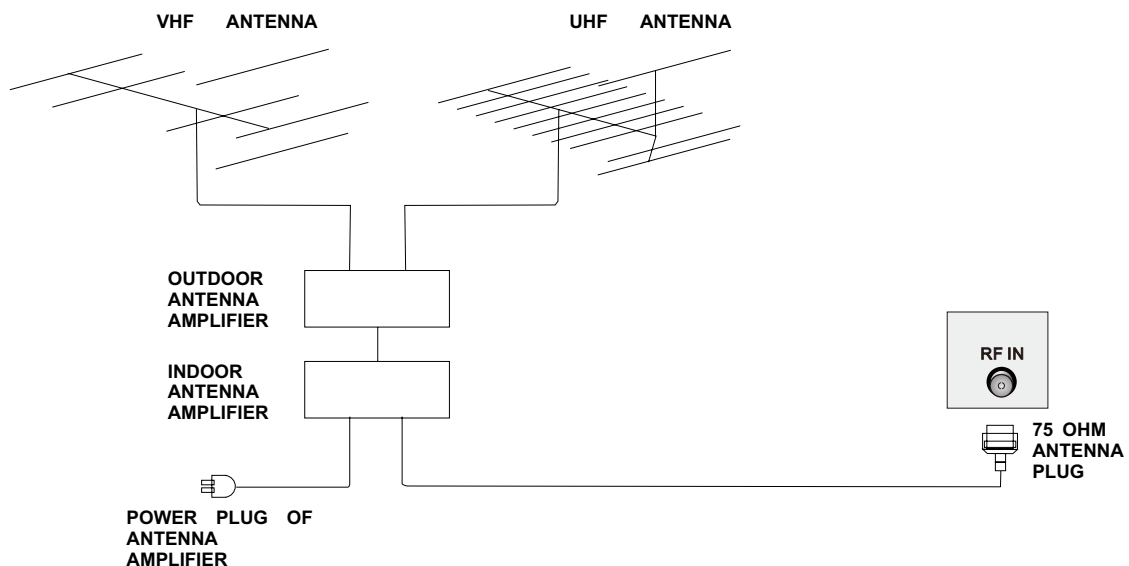 VHF ANTENNA
UHF ANTENNA
OUTDOOR
ANTENNA
AMPLIFIER
INDOOR
ANTENNA
AMPLIFIER
RF IN
75 OHM
ANTENNA
PLUG
POWER PLUG OF
ANTENNA
AMPLIFIER